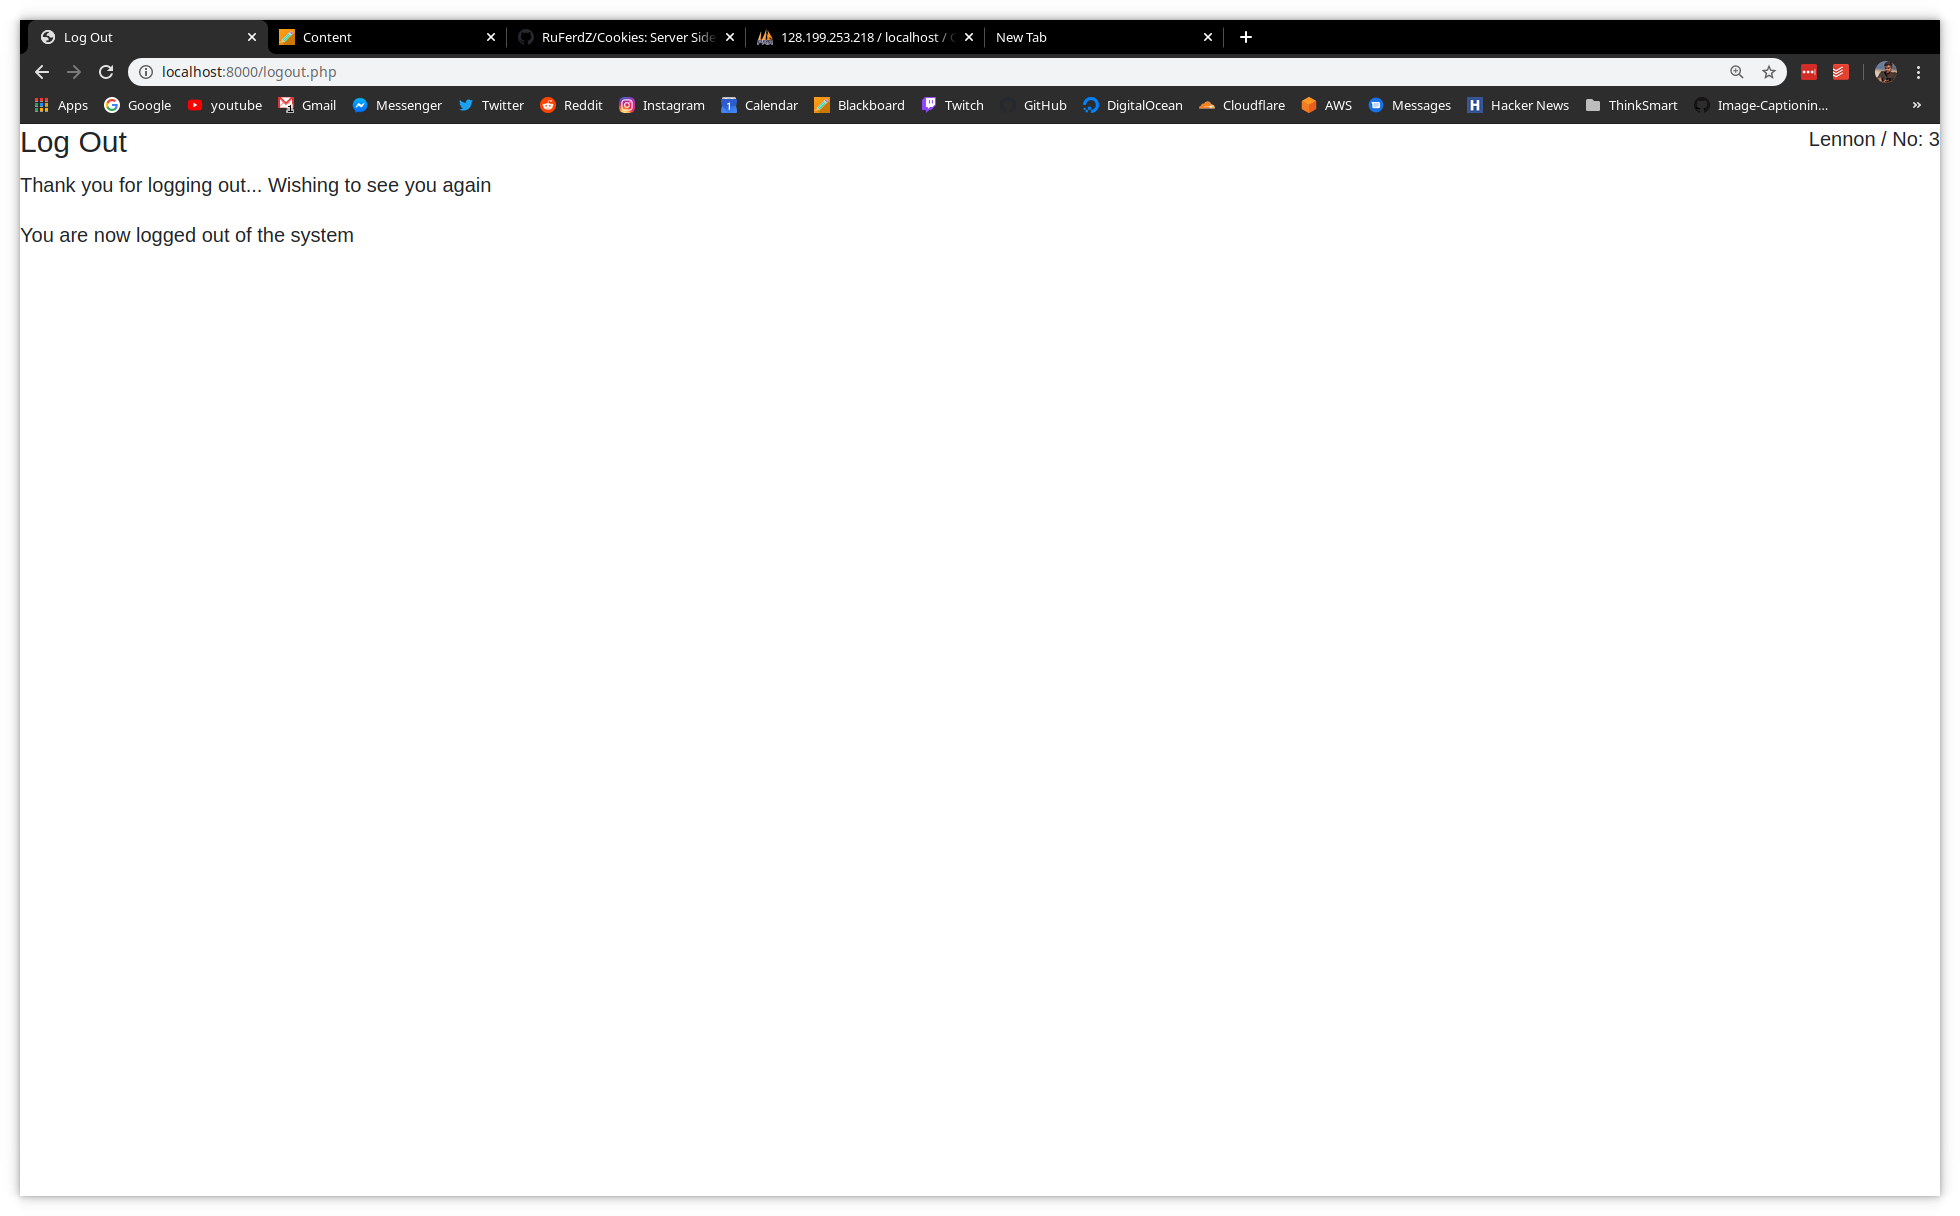 Log Out
Content
RuFerdZ/Cookies: Server Side
128.199.253.218 / localhost /
New Tab
localhost:8000/logout.php
Apps Google youtube Gmail Messenger Twitter Reddit Instagram Calendar Blackboard Twitch GitHub DigitalOcean Cloudflare AWS Messages Hacker News ThinkSmart Image-Captionin... »
Log Out
Lennon / No: 3
Thank you for logging out... Wishing to see you again
You are now logged out of the system